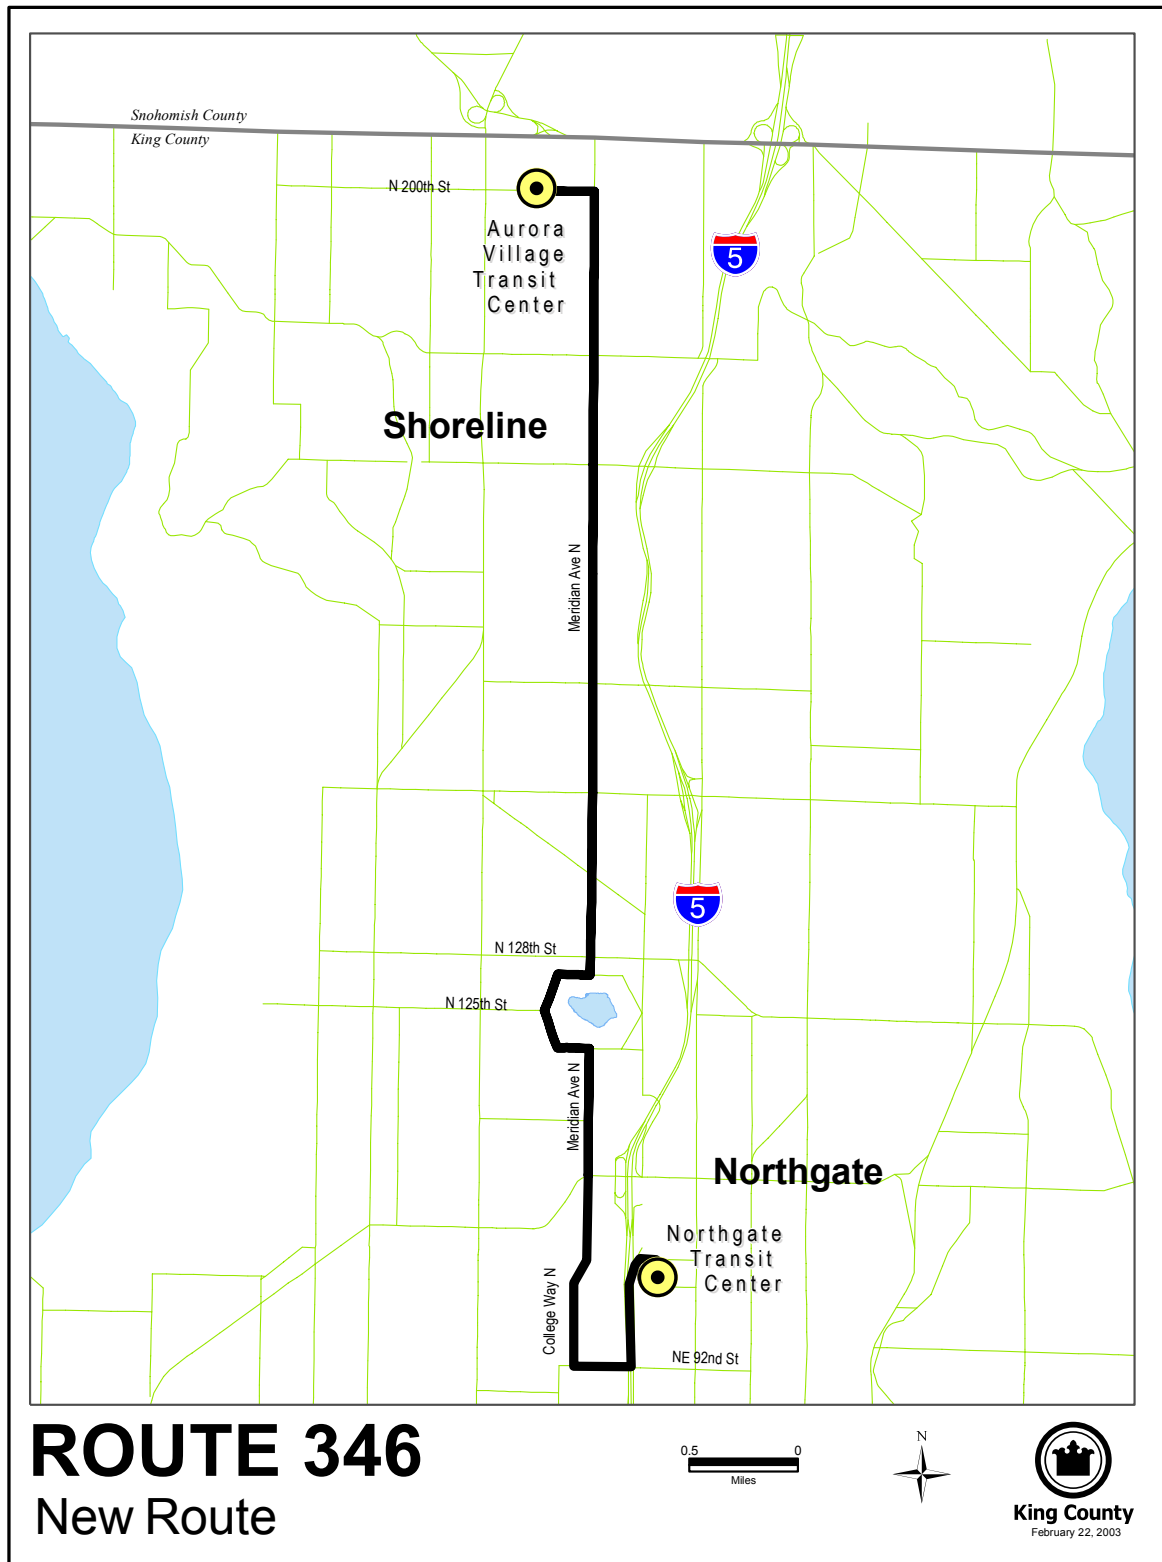 Snohomish County
King County
N 200th St
Aurora
Village
Transit
Center
5
Shoreline
Meridian Ave N
5
N 128th St
N 125th St
Meridian Ave N
Northgate
Northgate
Transit
Center
College Way N
NE 92nd St
ROUTE 346
New Route
0.5 0
Miles
N
King County
February 22, 2003